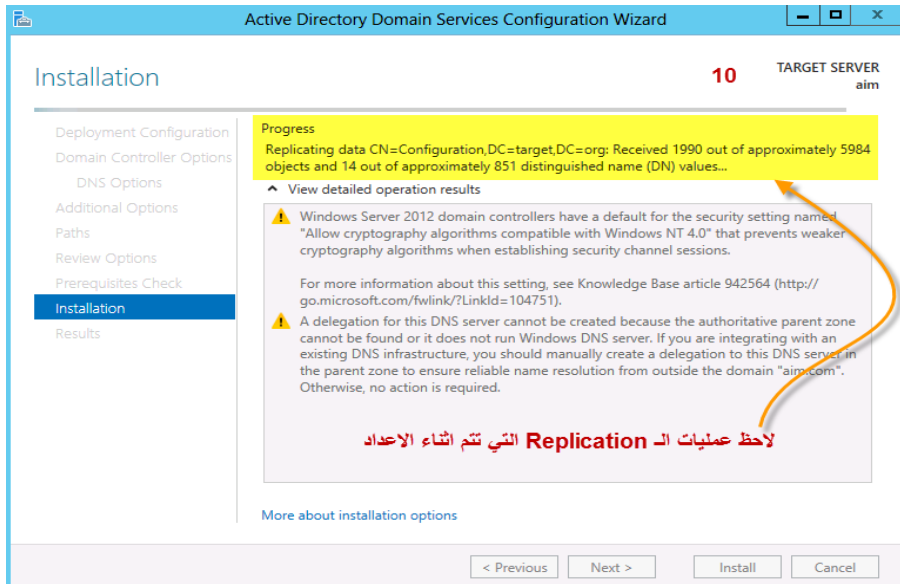 Active Directory Domain Services Configuration Wizard
Installation
10
TARGET SERVER
aim
Deployment Configuration
Domain Controller Options
DNS Options
Additional Options
Paths
Review Options
Prerequisites Check
Installation
Results
Progress
Replicating data CN=Configuration,DC=target,DC=org: Received 1990 out of approximately 5984
objects and 14 out of approximately 851 distinguished name (DN) values...
View detailed operation results
Windows Server 2012 domain controllers have a default for the security setting named
"Allow cryptography algorithms compatible with Windows NT 4.0" that prevents weaker
cryptography algorithms when establishing security channel sessions.
For more information about this setting, see Knowledge Base article 942564 (http://
go.microsoft.com/fwlink/?LinkId=104751).
A delegation for this DNS server cannot be created because the authoritative parent zone
cannot be found or it does not run Windows DNS server. If you are integrating with an
existing DNS infrastructure, you should manually create a delegation to this DNS server in
the parent zone to ensure reliable name resolution from outside the domain "aim.com".
Otherwise, no action is required.
لاحظ عمليات الـ Replication التي تتم اثناء الاعداد
More about installation options
< Previous
Next >
Install
Cancel